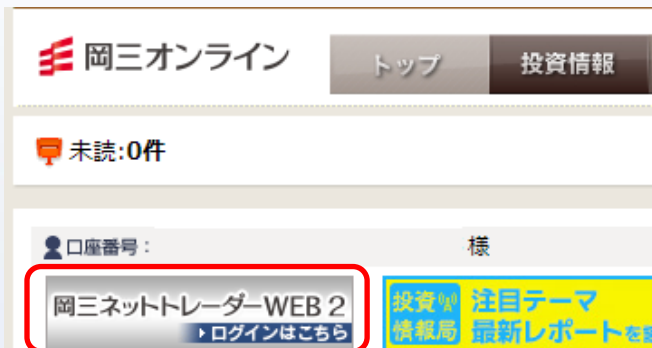 岡三オンライン
トップ 投資情報
未読:0件
口座番号: 様
岡三ネットトレーダーWEB2
ログインはこちら
投資 注目テーマ
情報局 最新レポートを